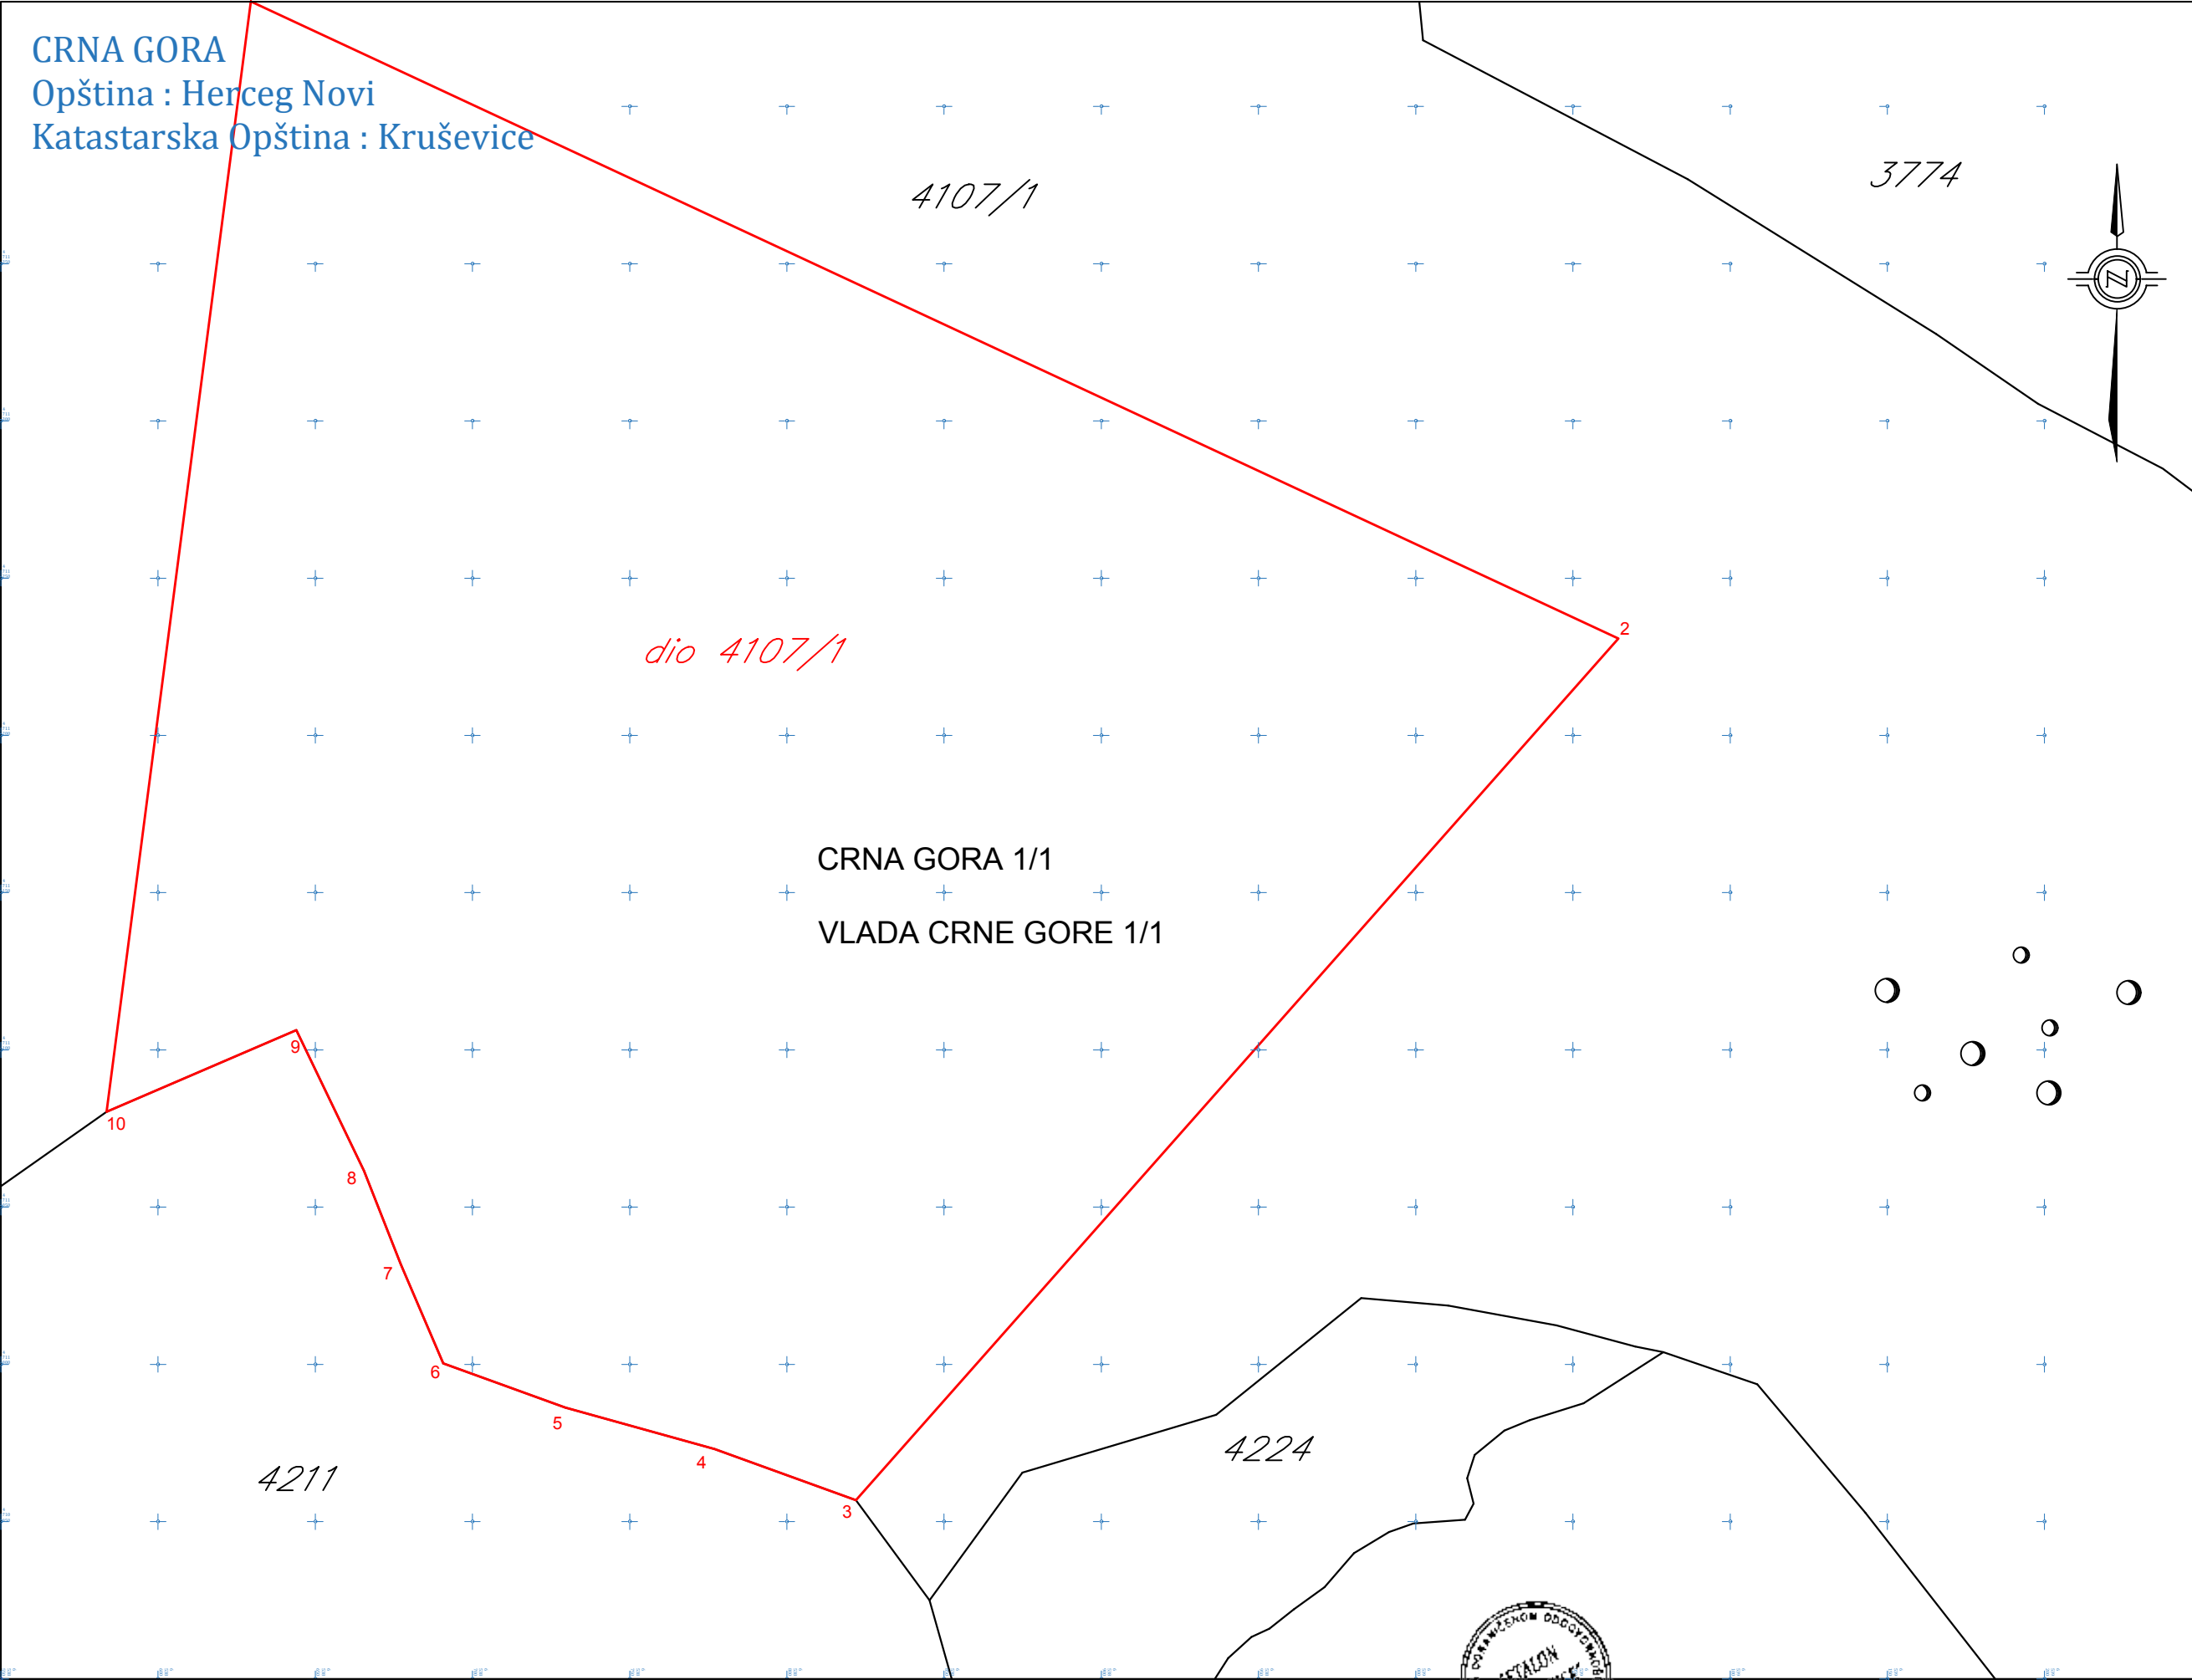 CRNA GORA
Opština : Herceg Novi
Katastarska Opština : Kruševice
4107/1
3774
N
2
dio 4107/1
CRNA GORA 1/1
VLADA CRNE GORE 1/1
9
10
8
7
6
5
4
3
4224
4211